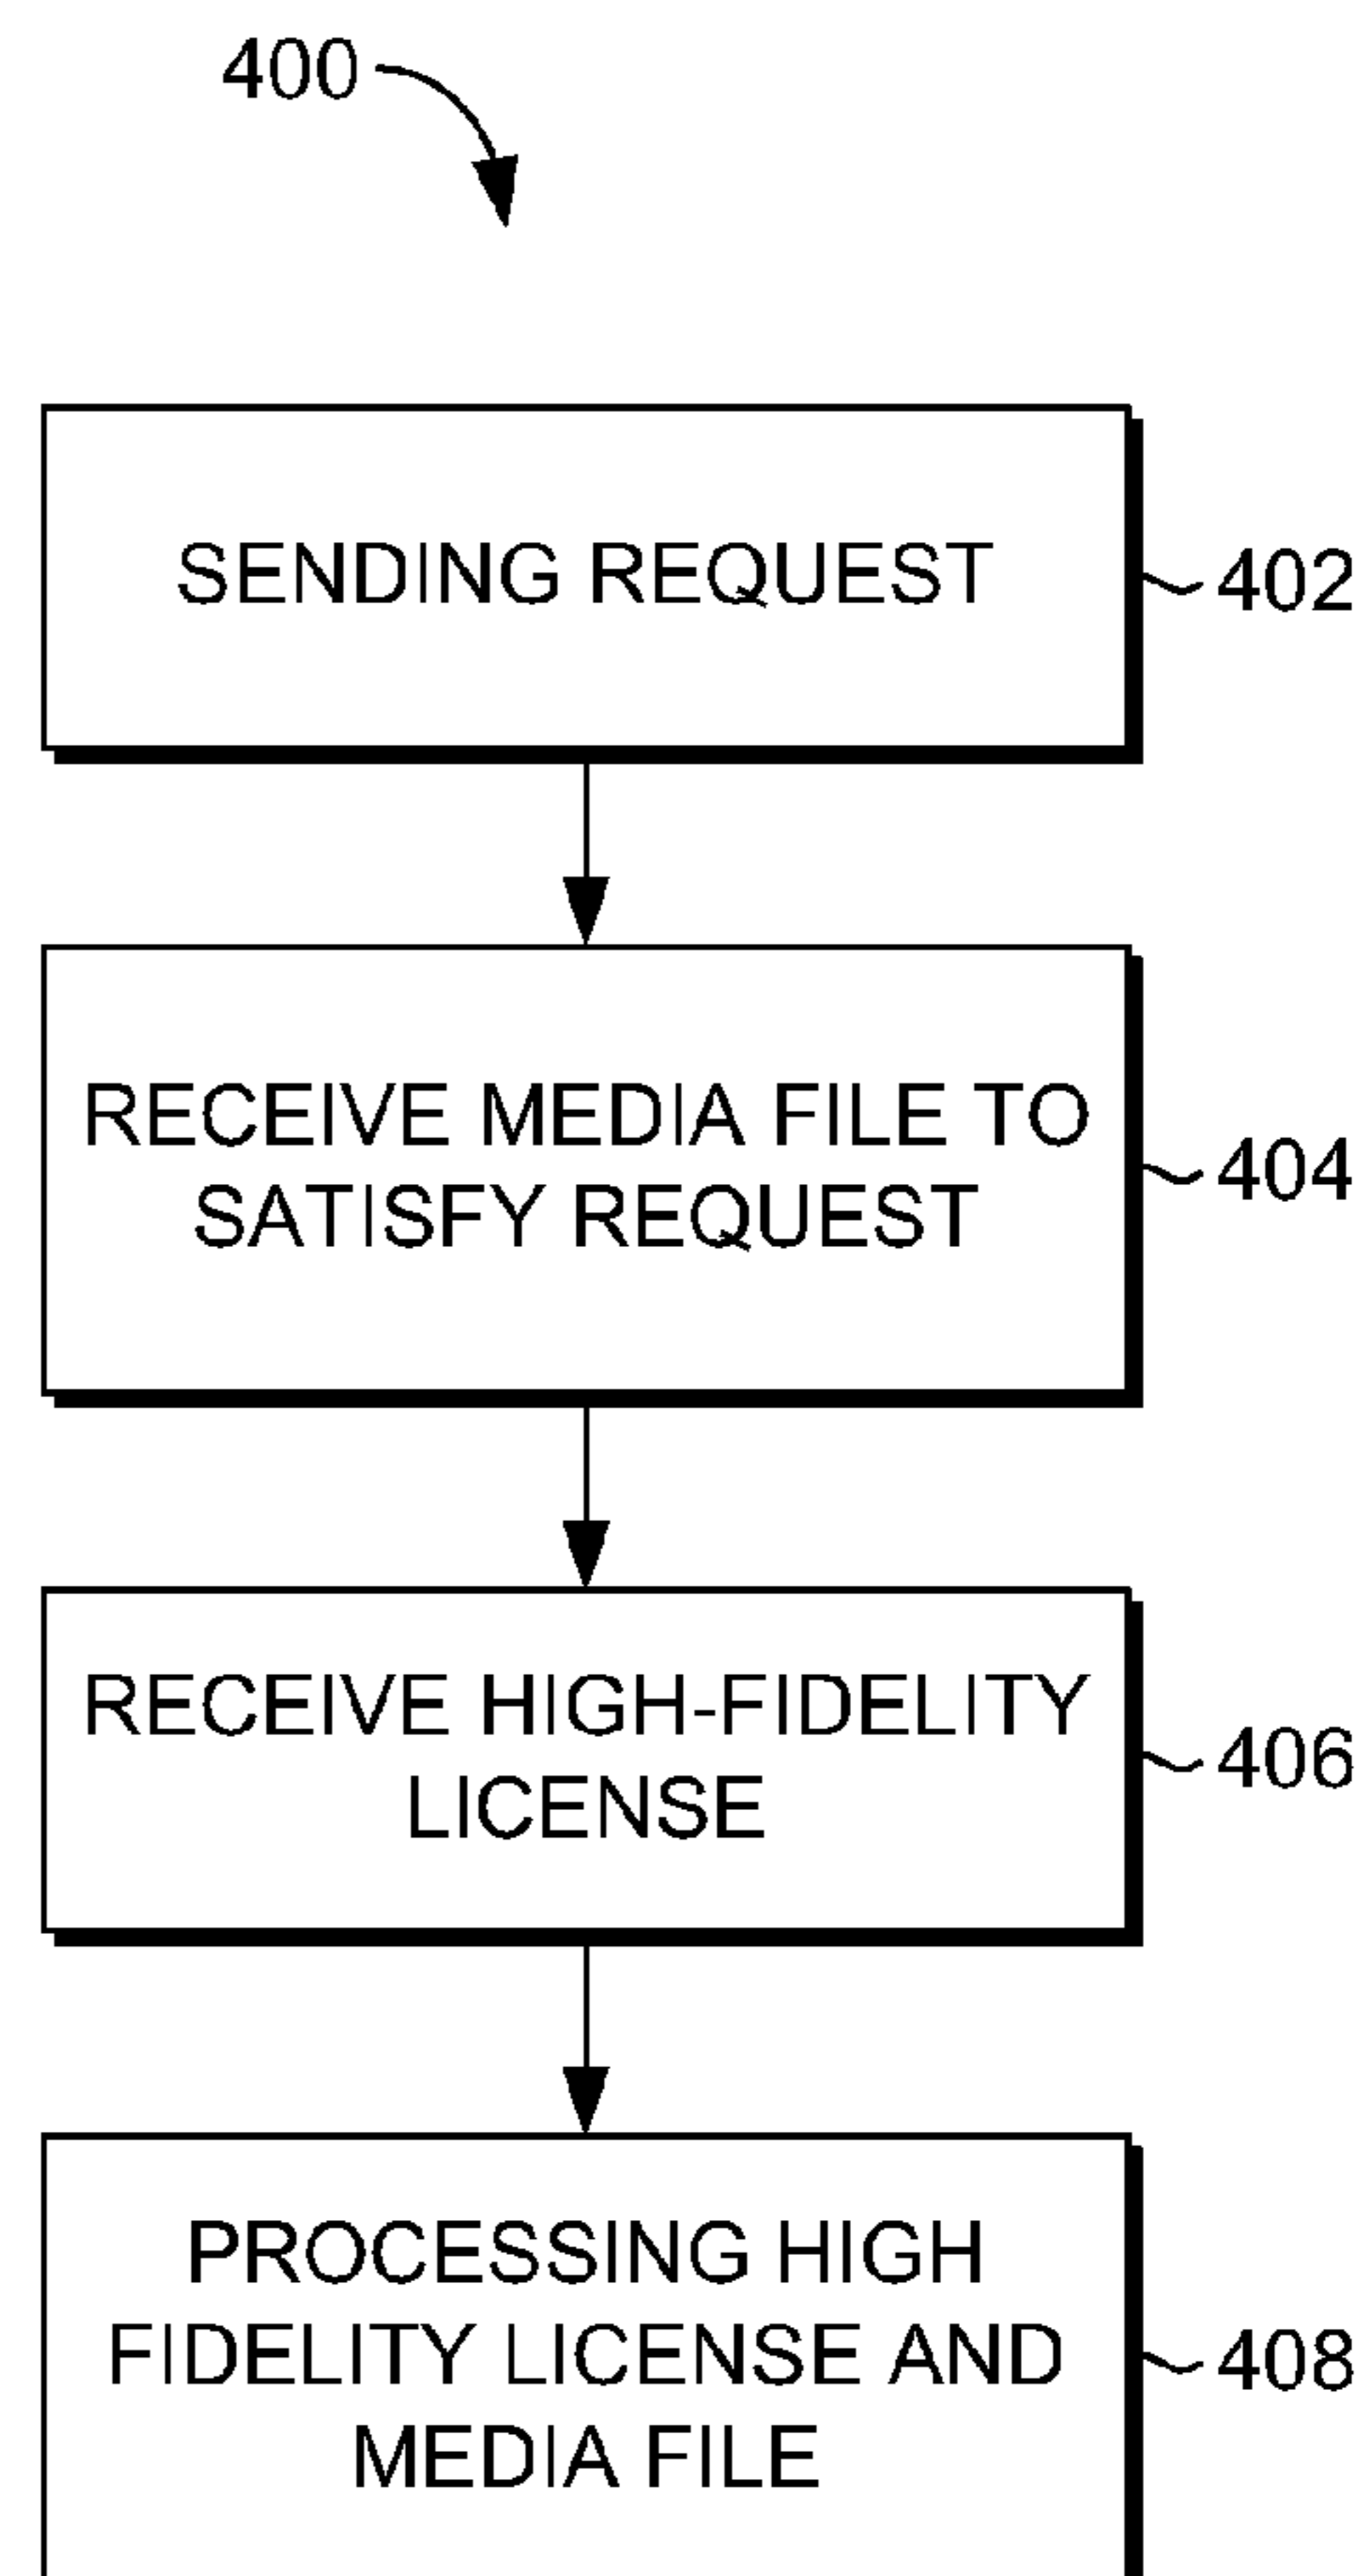 400
SENDING REQUEST
402
RECEIVE MEDIA FILE TO
SATISFY REQUEST
404
RECEIVE HIGH-FIDELITY
LICENSE
406
PROCESSING HIGH
FIDELITY LICENSE AND
MEDIA FILE
408